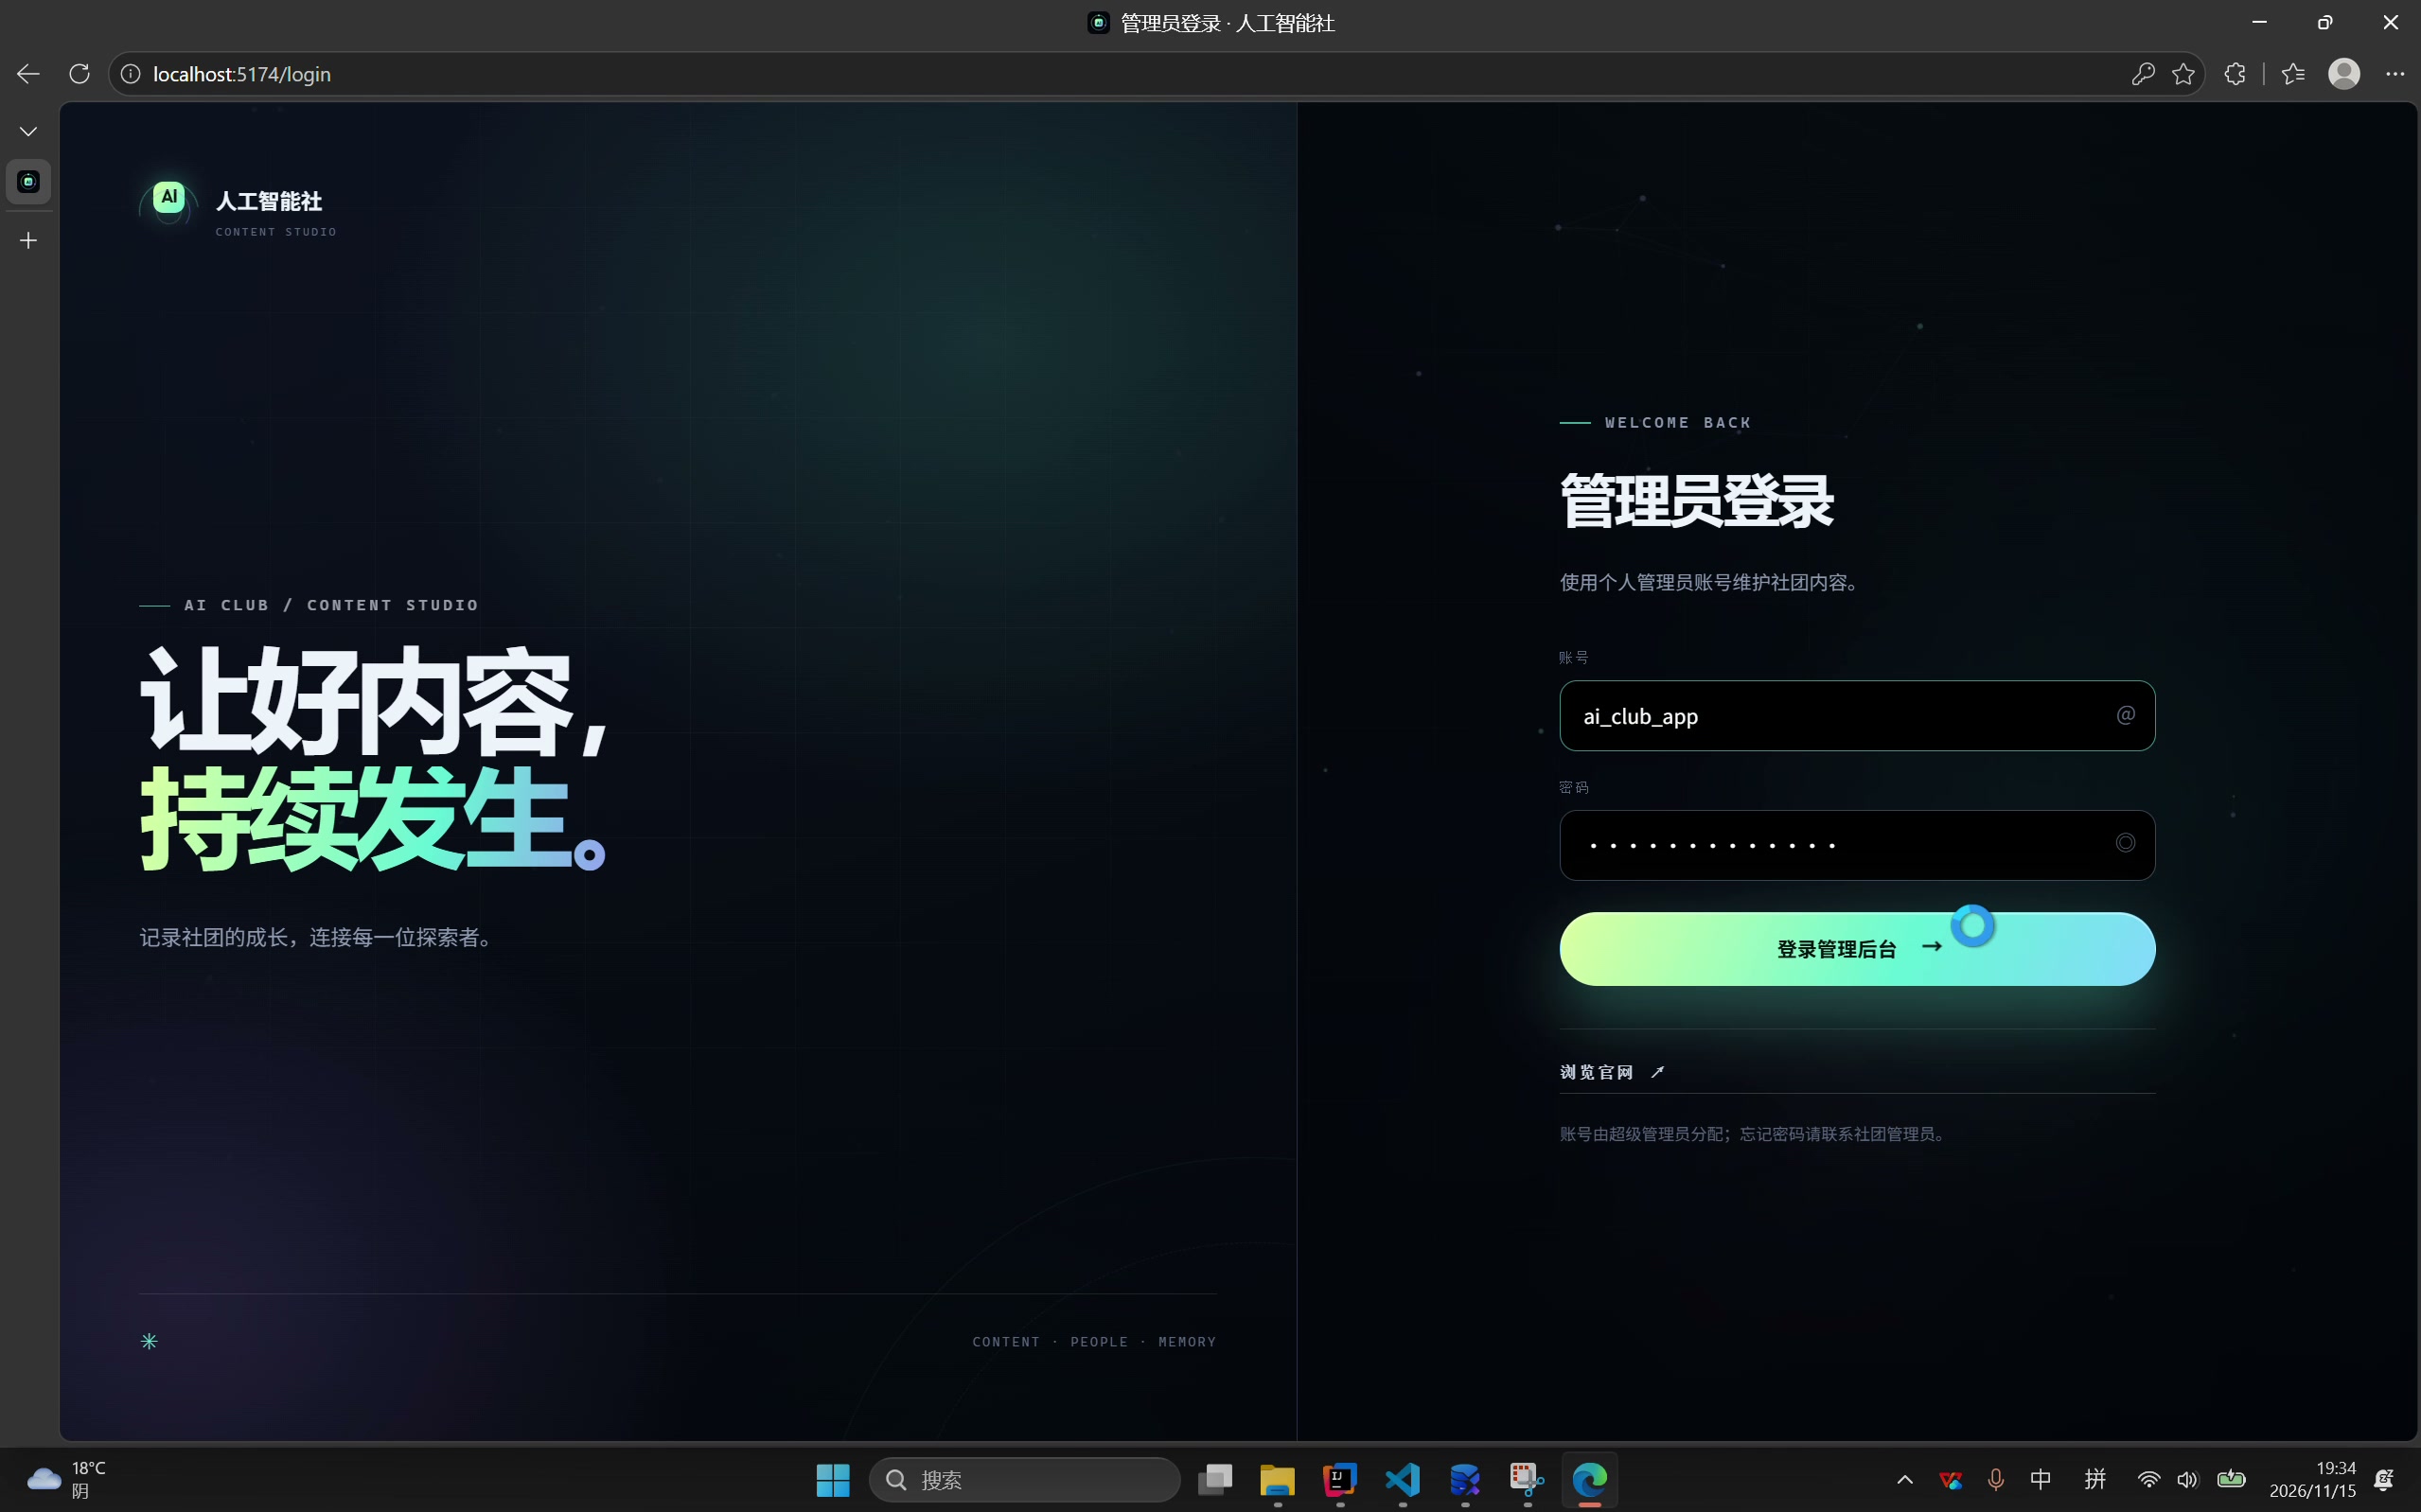 管理员登录 · 人工智能社
localhost:5174/login
AI
人工智能社
CONTENT STUDIO
AI CLUB / CONTENT STUDIO
让好内容，
持续发生。
记录社团的成长，连接每一位探索者。
CONTENT · PEOPLE · MEMORY
WELCOME BACK
管理员登录
使用个人管理员账号维护社团内容。
账号
ai_club_app
@
密码
登录管理后台 →
浏览官网 ↗
账号由超级管理员分配；忘记密码请联系社团管理员。
18°C
阴
搜索
中
拼
19:34
2026/11/15